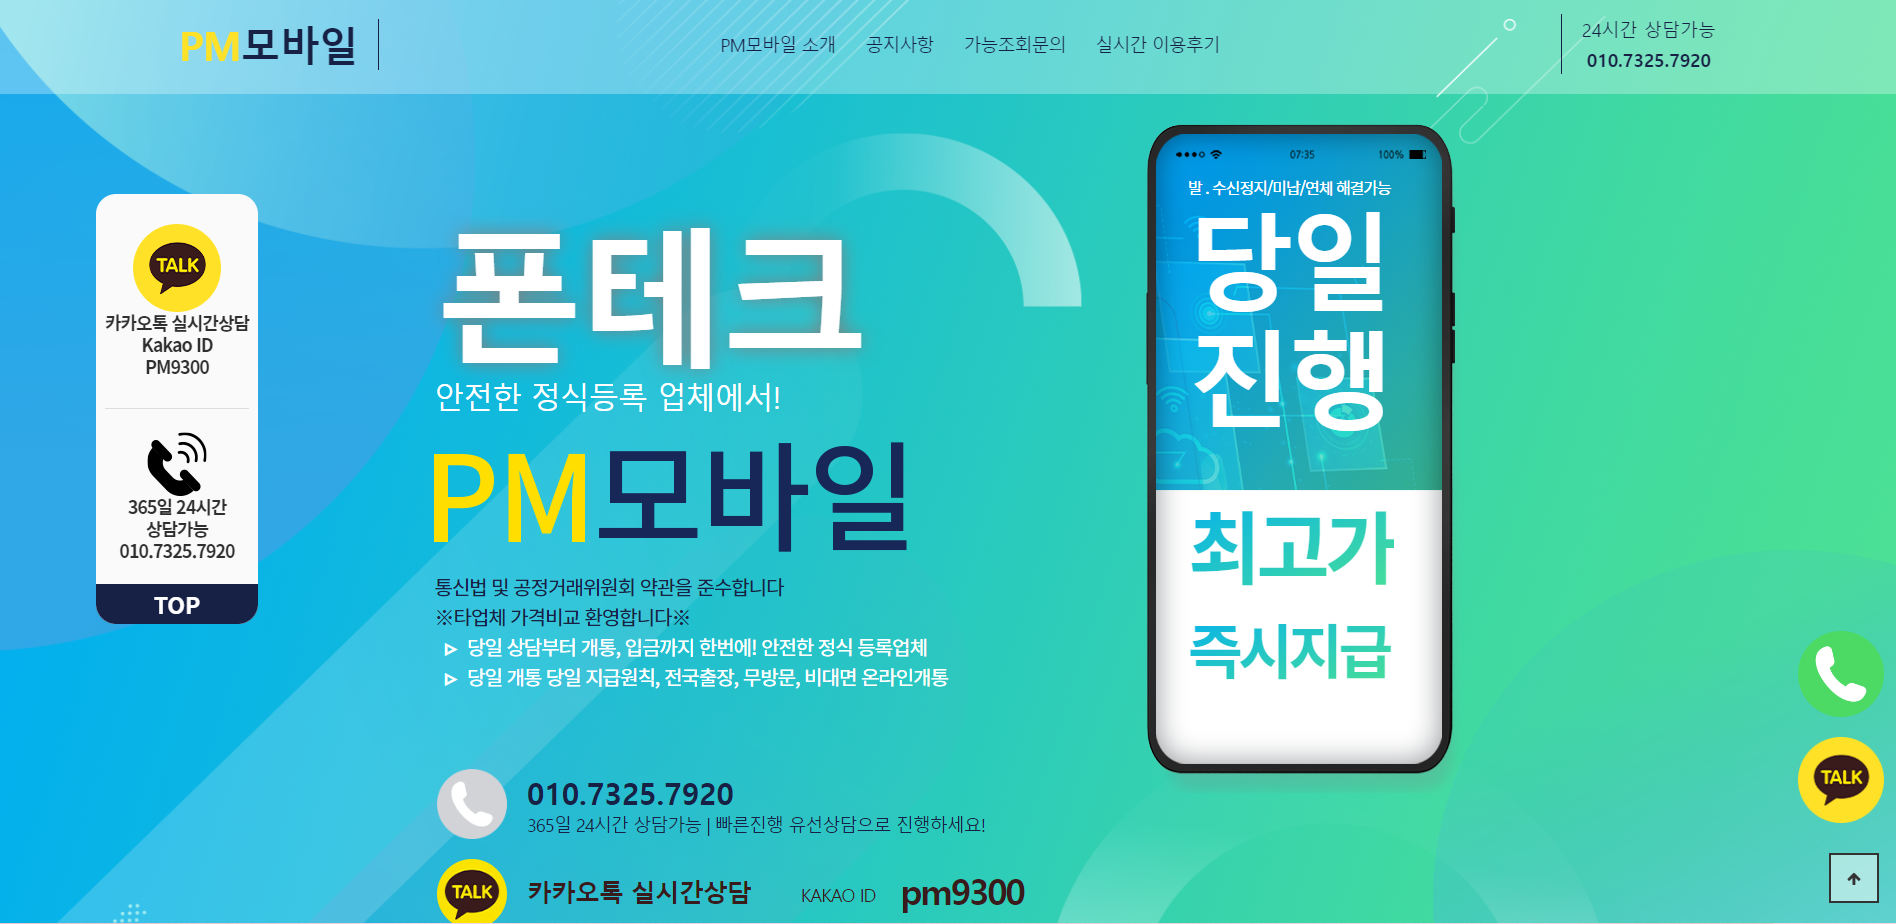 PM모바일
PM모바일 소개
공지사항
가능조회문의
실시간 이용후기
24시간 상담가능
010.7325.7920
TALK
카카오톡 실시간상담
Kakao ID
PM9300
365일 24시간
상담가능
010.7325.7920
TOP
폰테크
안전한 정식등록 업체에서!
PM모바일
통신법 및 공정거래위원회 약관을 준수합니다
※타업체 가격비교 환영합니다※
당일 상담부터 개통, 입금까지 한번에! 안전한 정식 등록업체
당일 개통 당일 지급원칙, 전국출장, 무방문, 비대면 온라인개통
010.7325.7920
365일 24시간 상담가능 | 빠른진행 유선상담으로 진행하세요!
TALK
카카오톡 실시간상담
KAKAO ID
pm9300
07:35
100%
발 . 수신정지/미납/연체 해결가능
당일
진행
최고가
즉시지급
TALK